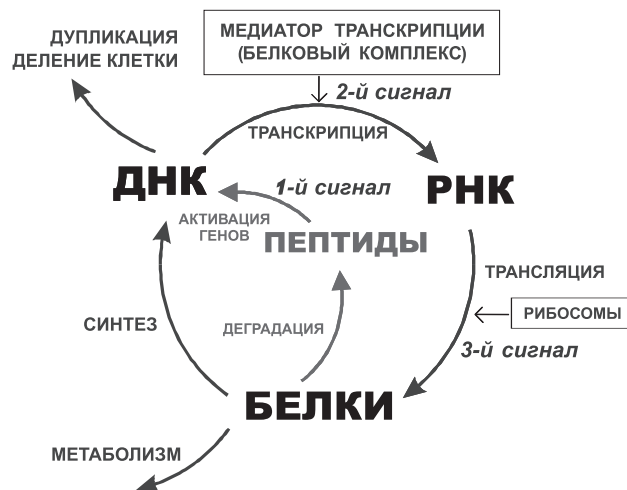 ДУПЛИКАЦИЯ
ДЕЛЕНИЕ КЛЕТКИ
МЕДИАТОР ТРАНСКРИПЦИИ
(БЕЛКОВЫЙ КОМПЛЕКС)
2-й сигнал
ТРАНСКРИПЦИЯ
ДНК
1-й сигнал
РНК
АКТИВАЦИЯ
ГЕНОВ
ПЕПТИДЫ
ТРАНСЛЯЦИЯ
РИБОСОМЫ
СИНТЕЗ
ДЕГРАДАЦИЯ
3-й сигнал
БЕЛКИ
МЕТАБОЛИЗМ